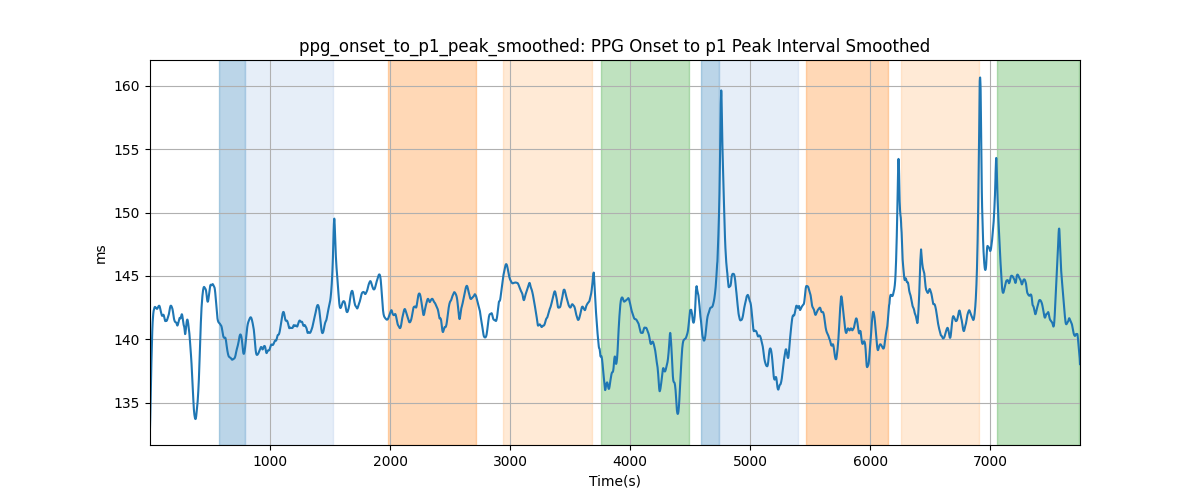 ppg_onset_to_p1_peak_smoothed: PPG Onset to p1 Peak Interval Smoothed
160
155
150
145
140
135
ms
1000 2000 3000 4000 5000 6000 7000
Time(s)